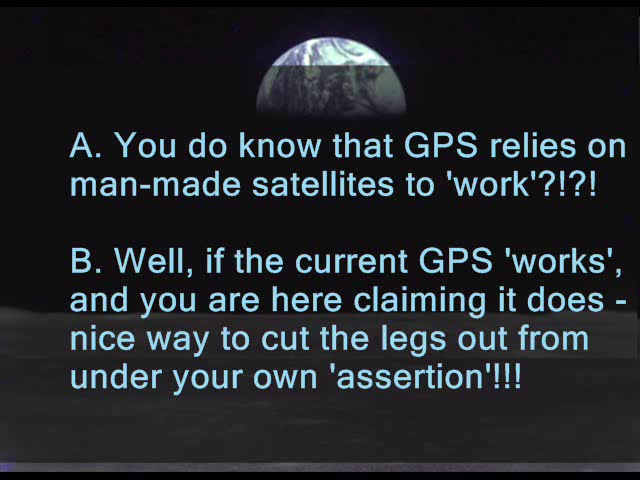 A. You do know that GPS relies on
man-made satellites to 'work'?!?!
B. Well, if the current GPS 'works',
and you are here claiming it does -
nice way to cut the legs out from
under your own 'assertion'!!!